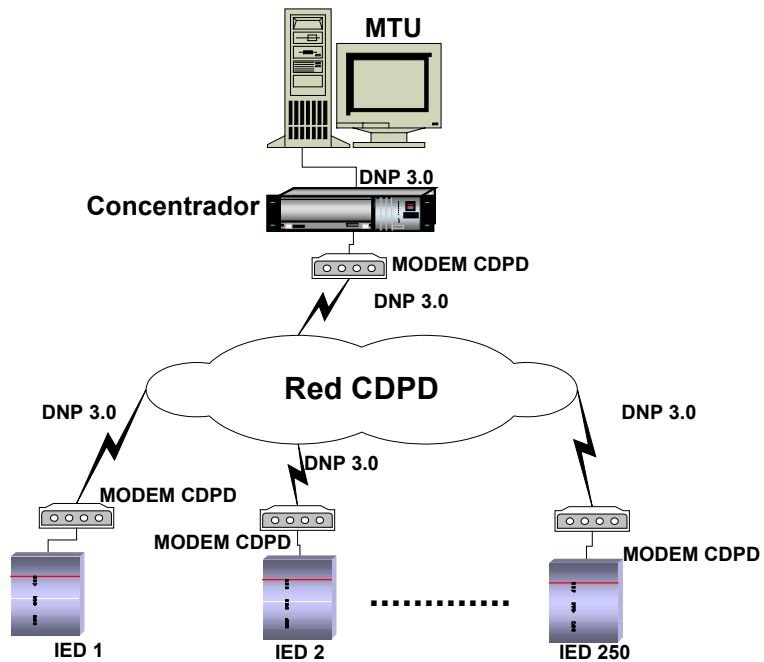 MTU
DNP 3.0
Concentrador
MODEM CDPD
DNP 3.0
Red CDPD
DNP 3.0
DNP 3.0
DNP 3.0
MODEM CDPD
MODEM CDPD
MODEM CDPD
IED 1
IED 2
IED 250